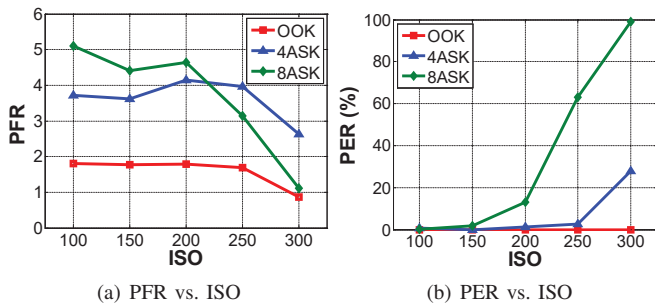 6
5
4
3
2
1
0
PFR
OOK
4ASK
8ASK
100 150 200 250 300
ISO
(a) PFR vs. ISO
100
80
60
40
20
0
PER (%)
OOK
4ASK
8ASK
100 150 200 250 300
ISO
(b) PER vs. ISO